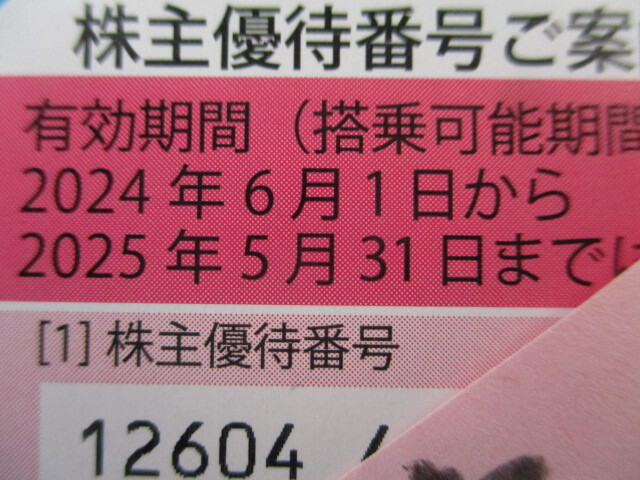 株主優待番号ご案
有効期間（搭乗可能期間
2024 年 6 月 1 日から
2025 年 5 月 31 日まで
[1] 株主優待番号
12604